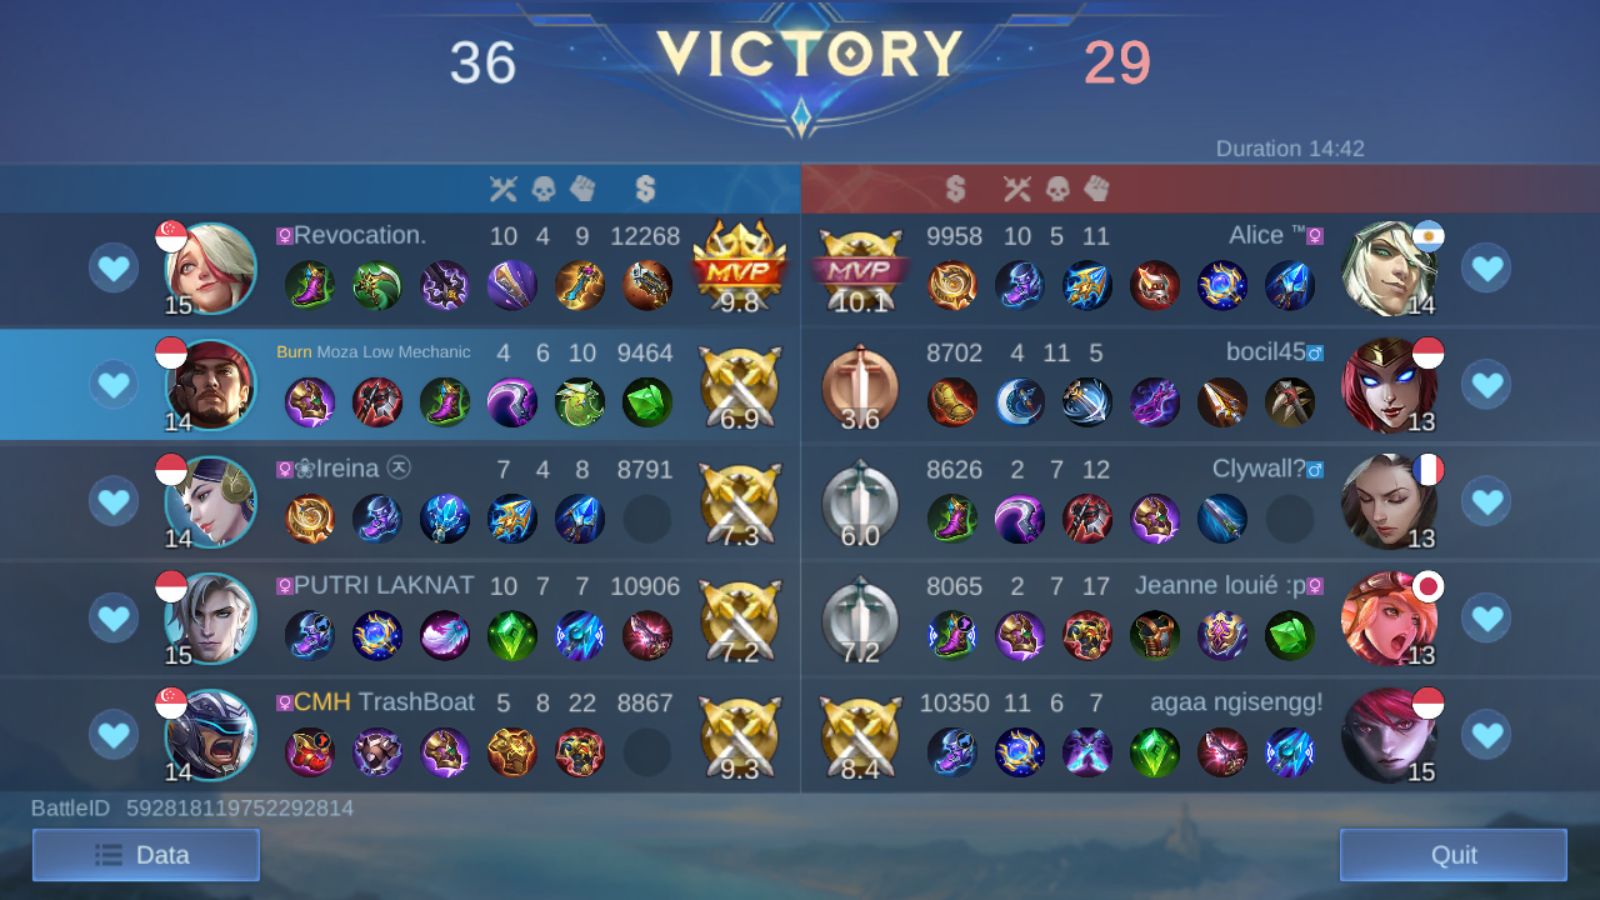 36 VICTORY 29
Duration 14:42
Revocation. 10 4 9 12268 MVP 9.8
15
MVP 10.1 9958 10 5 11 Alice ™
14
Burn Moza Low Mechanic 4 6 10 9464 6.9
14
3.6 8702 4 11 5 bocil45
13
❀Ireina 7 4 8 8791 7.3
14
6.0 8626 2 7 12 Clywall?
13
PUTRI LAKNAT 10 7 7 10906 7.2
15
7.2 8065 2 7 17 Jeanne louié :p
13
CMH TrashBoat 5 8 22 8867 9.3
14
8.4 10350 11 6 7 agaa ngisengg!
15
BattleID 592818119752292814
Data
Quit